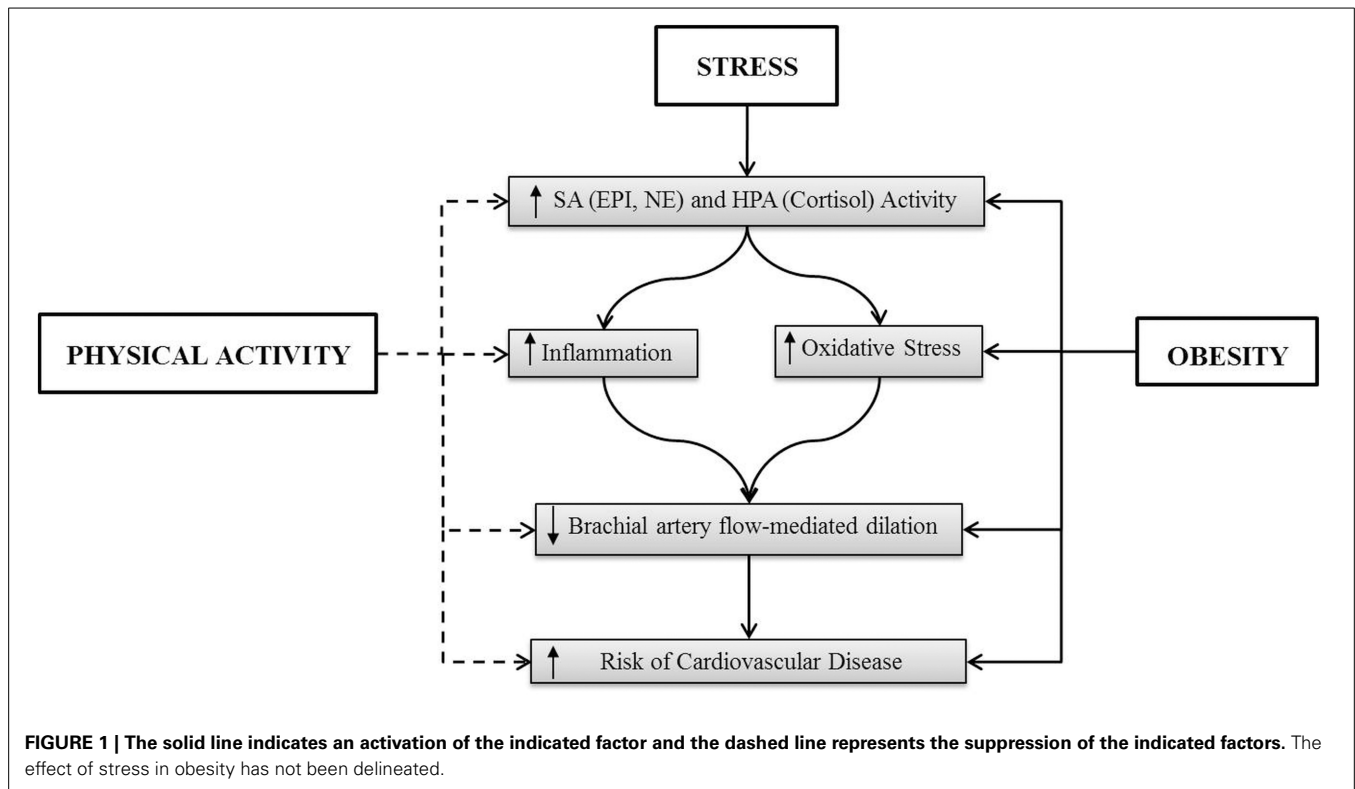 STRESS
↑ SA (EPI, NE) and HPA (Cortisol) Activity
PHYSICAL ACTIVITY
↑ Inflammation
↑ Oxidative Stress
OBESITY
↓ Brachial artery flow-mediated dilation
↑ Risk of Cardiovascular Disease
FIGURE 1 | The solid line indicates an activation of the indicated factor and the dashed line represents the suppression of the indicated factors. The
effect of stress in obesity has not been delineated.